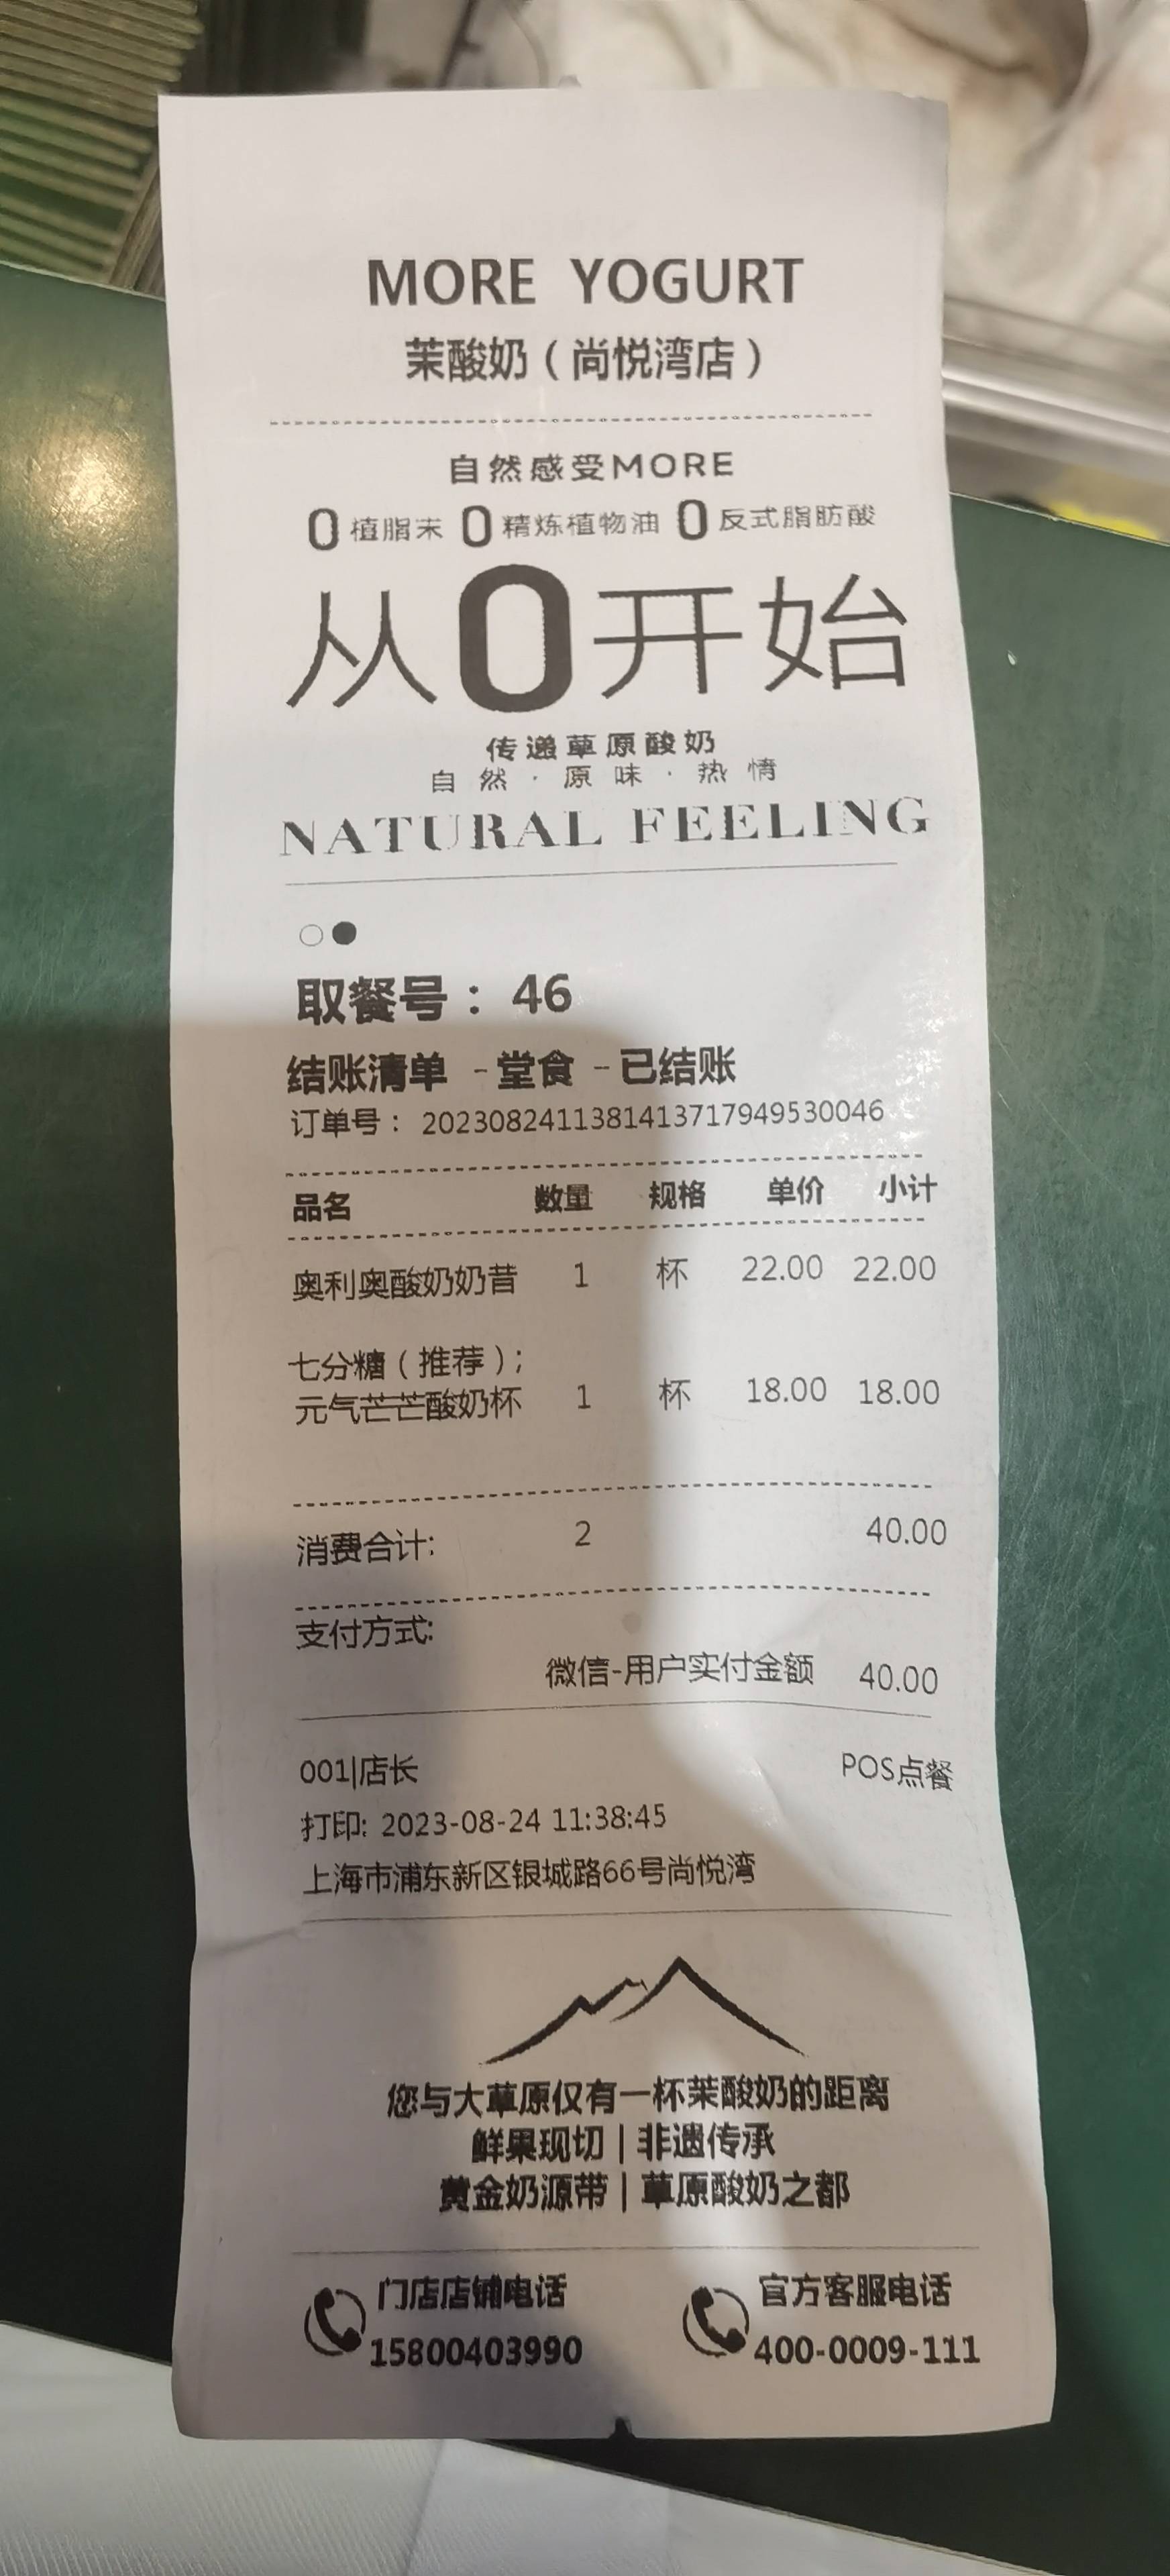 MORE YOGURT
茉酸奶（尚悦湾店）
自然感受MORE
0植脂末 0精炼植物油 0反式脂肪酸
从0开始
传递草原酸奶
自然·原味·热情
NATURAL FEELING
取餐号：46
结账清单 -堂食 -已结账
订单号：2023082411381413717949530046
品名 数量 规格 单价 小计
奥利奥酸奶奶昔 1 杯 22.00 22.00
七分糖（推荐）;
元气芒芒酸奶杯 1 杯 18.00 18.00
消费合计: 2 40.00
支付方式:
微信-用户实付金额 40.00
001|店长 POS点餐
打印: 2023-08-24 11:38:45
上海市浦东新区银城路66号尚悦湾
您与大草原仅有一杯茉酸奶的距离
鲜果现切|非遗传承
黄金奶源带|草原酸奶之都
门店店铺电话 官方客服电话
15800403990 400-0009-111